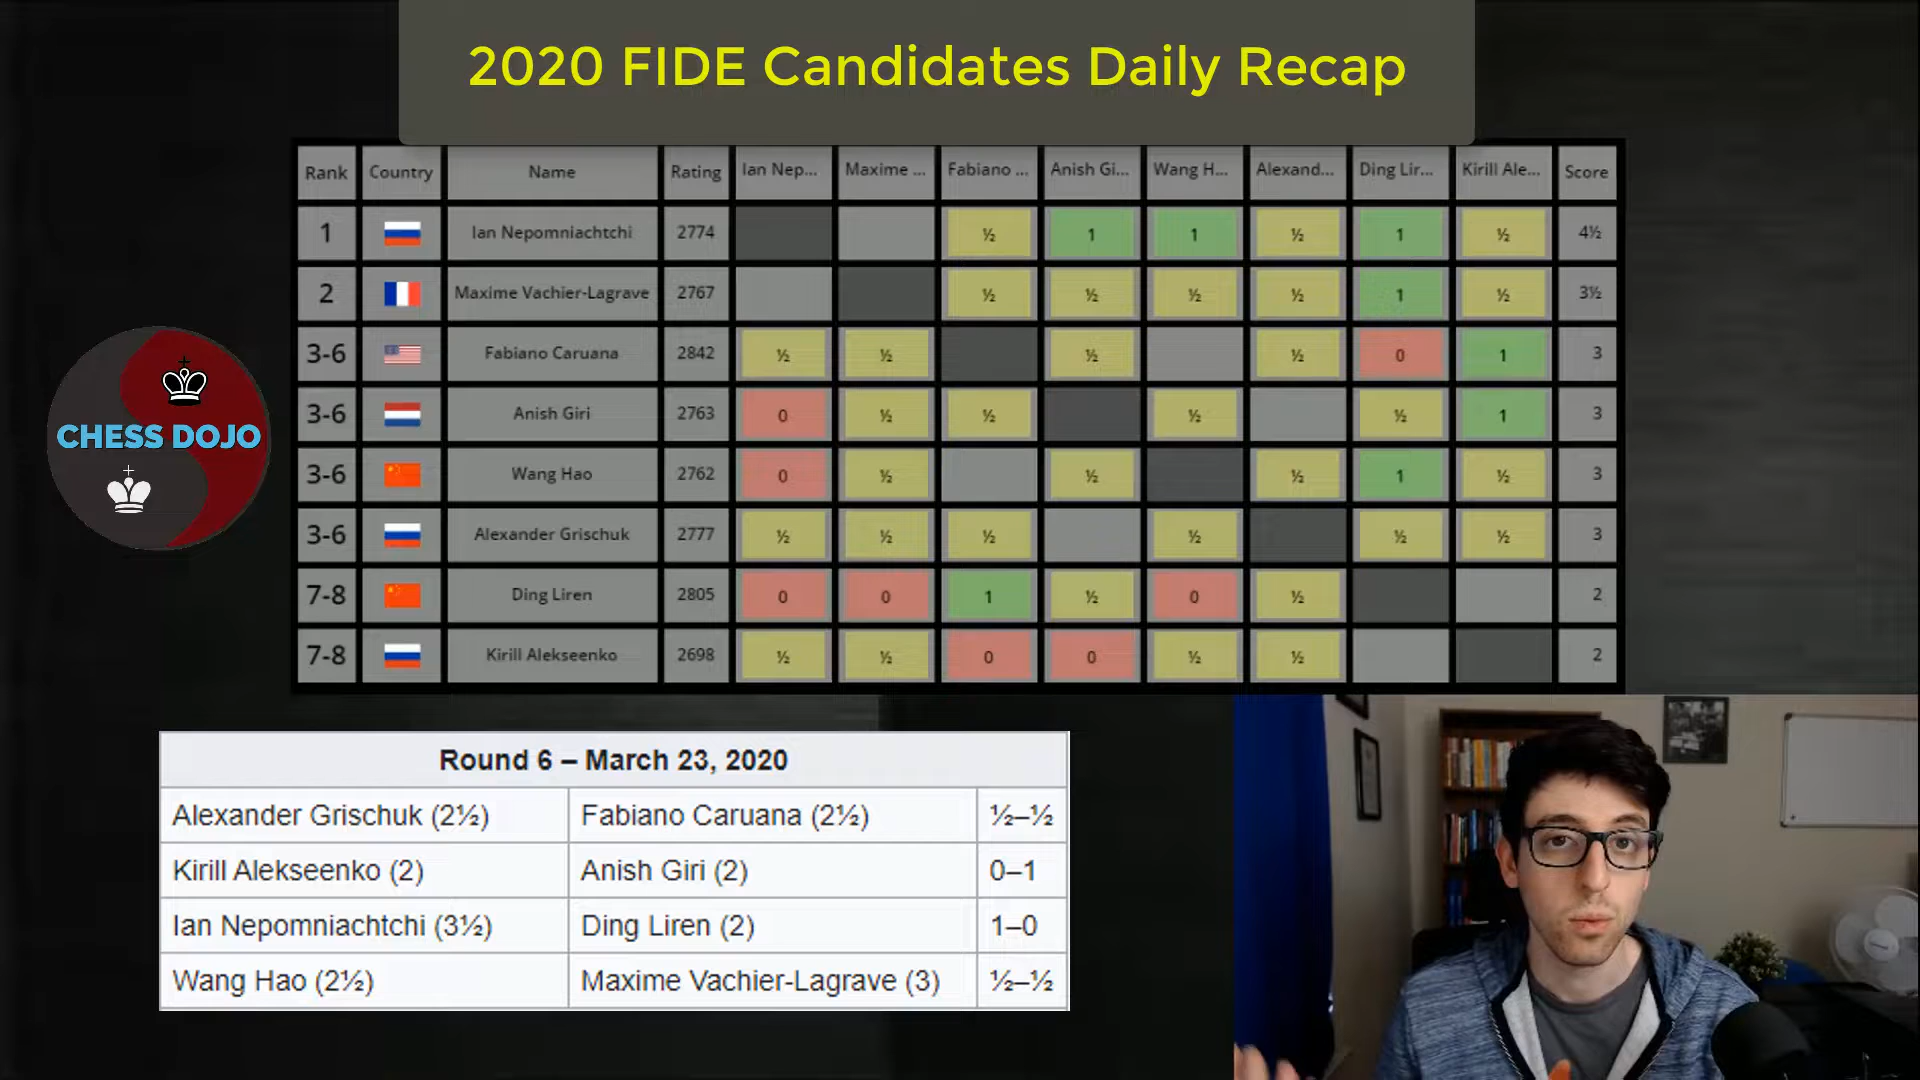 2020 FIDE Candidates Daily Recap
Rank Country Name Rating Ian Nep... Maxime ... Fabiano ... Anish Gi... Wang H... Alexand... Ding Lir... Kirill Ale... Score
1 Ian Nepomniachtchi 2774 ½ 1 1 ½ 1 ½ 4½
2 Maxime Vachier-Lagrave 2767 ½ ½ ½ ½ 1 ½ 3½
3-6 Fabiano Caruana 2842 ½ ½ ½ ½ 0 1 3
3-6 Anish Giri 2763 0 ½ ½ ½ ½ 1 3
3-6 Wang Hao 2762 0 ½ ½ ½ 1 ½ 3
3-6 Alexander Grischuk 2777 ½ ½ ½ ½ ½ ½ 3
7-8 Ding Liren 2805 0 0 1 ½ 0 ½ 2
7-8 Kirill Alekseenko 2698 ½ ½ 0 0 ½ ½ 2
CHESS DOJO
Round 6 – March 23, 2020
Alexander Grischuk (2½) Fabiano Caruana (2½) ½–½
Kirill Alekseenko (2) Anish Giri (2) 0–1
Ian Nepomniachtchi (3½) Ding Liren (2) 1–0
Wang Hao (2½) Maxime Vachier-Lagrave (3) ½–½